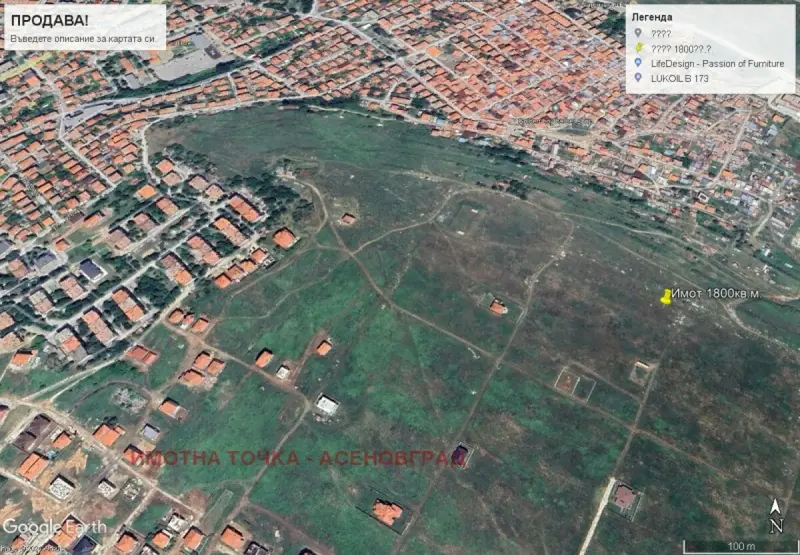 ПРОДАВА!
Въведете описание за картата си.
Легенда
????
???? 1800??.?
LifeDesign - Passion of Furniture
LUKOIL B 173
Имот 1800кв.м.
ИМОТНА ТОЧКА - АСЕНОВГРАД
Google Earth
N
100 m